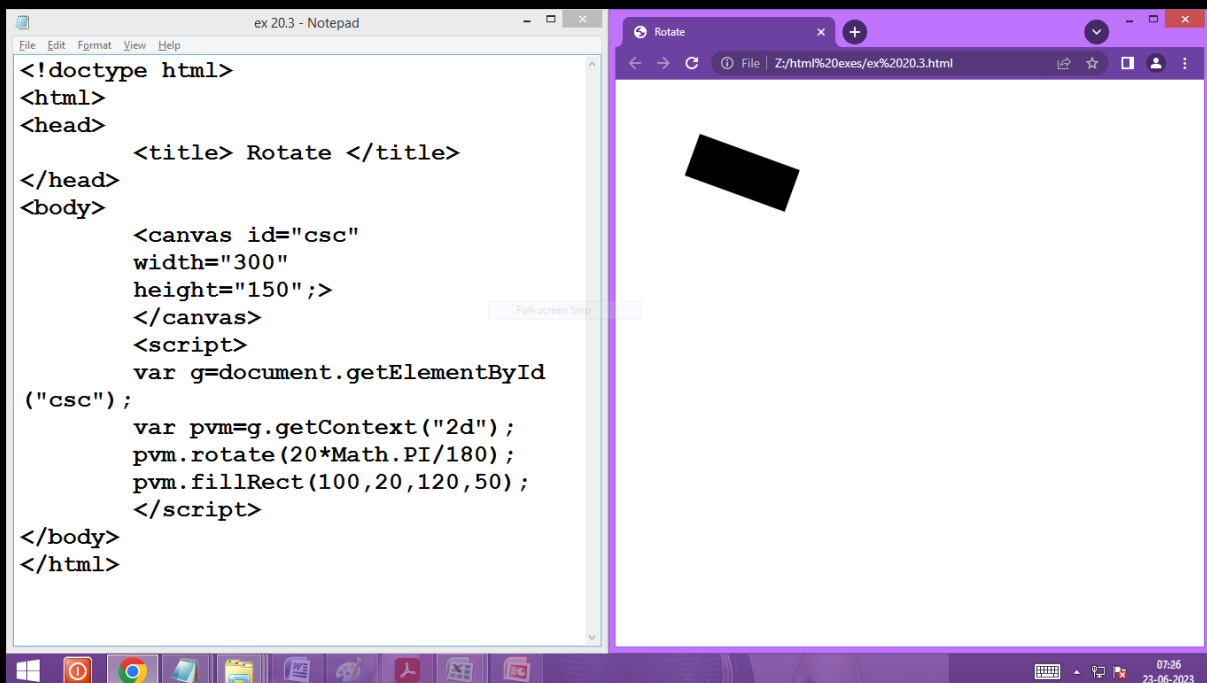 ex 20.3 - Notepad
File Edit Format View Help
<!doctype html>
<html>
<head>
<title> Rotate </title>
</head>
<body>
<canvas id="csc"
width="300"
height="150";>
</canvas>
<script>
var g=document.getElementById
("csc");
var pvm=g.getContext("2d");
pvm.rotate(20*Math.PI/180);
pvm.fillRect(100,20,120,50);
</script>
</body>
</html>
Full-screen Snip
Rotate
File Z:/html%20exes/ex%2020.3.html
07:26
23-06-2023